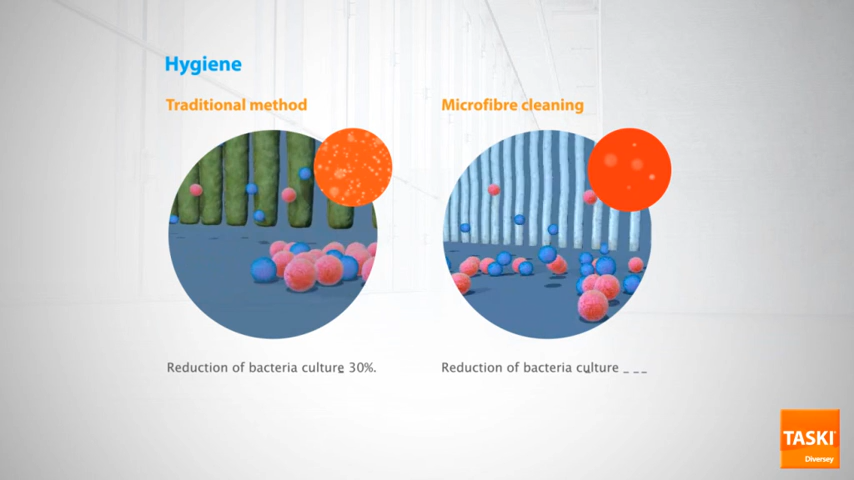 Hygiene
Traditional method
Microfibre cleaning
Reduction of bacteria culture 30%.
Reduction of bacteria culture _ _ _
TASKI
Diversey